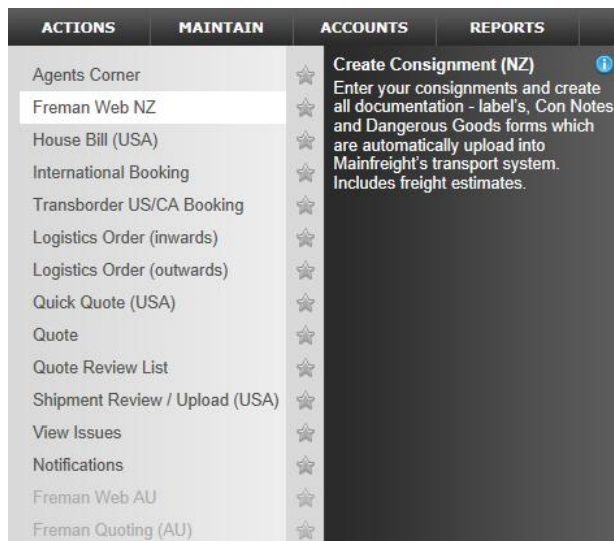 ACTIONS MAINTAIN ACCOUNTS REPORTS
Agents Corner
Freman Web NZ
House Bill (USA)
International Booking
Transborder US/CA Booking
Logistics Order (inwards)
Logistics Order (outwards)
Quick Quote (USA)
Quote
Quote Review List
Shipment Review / Upload (USA)
View Issues
Notifications
Freman Web AU
Freman Quoting (AU)
Create Consignment (NZ)
Enter your consignments and create
all documentation - label's, Con Notes
and Dangerous Goods forms which
are automatically upload into
Mainfreight's transport system.
Includes freight estimates.